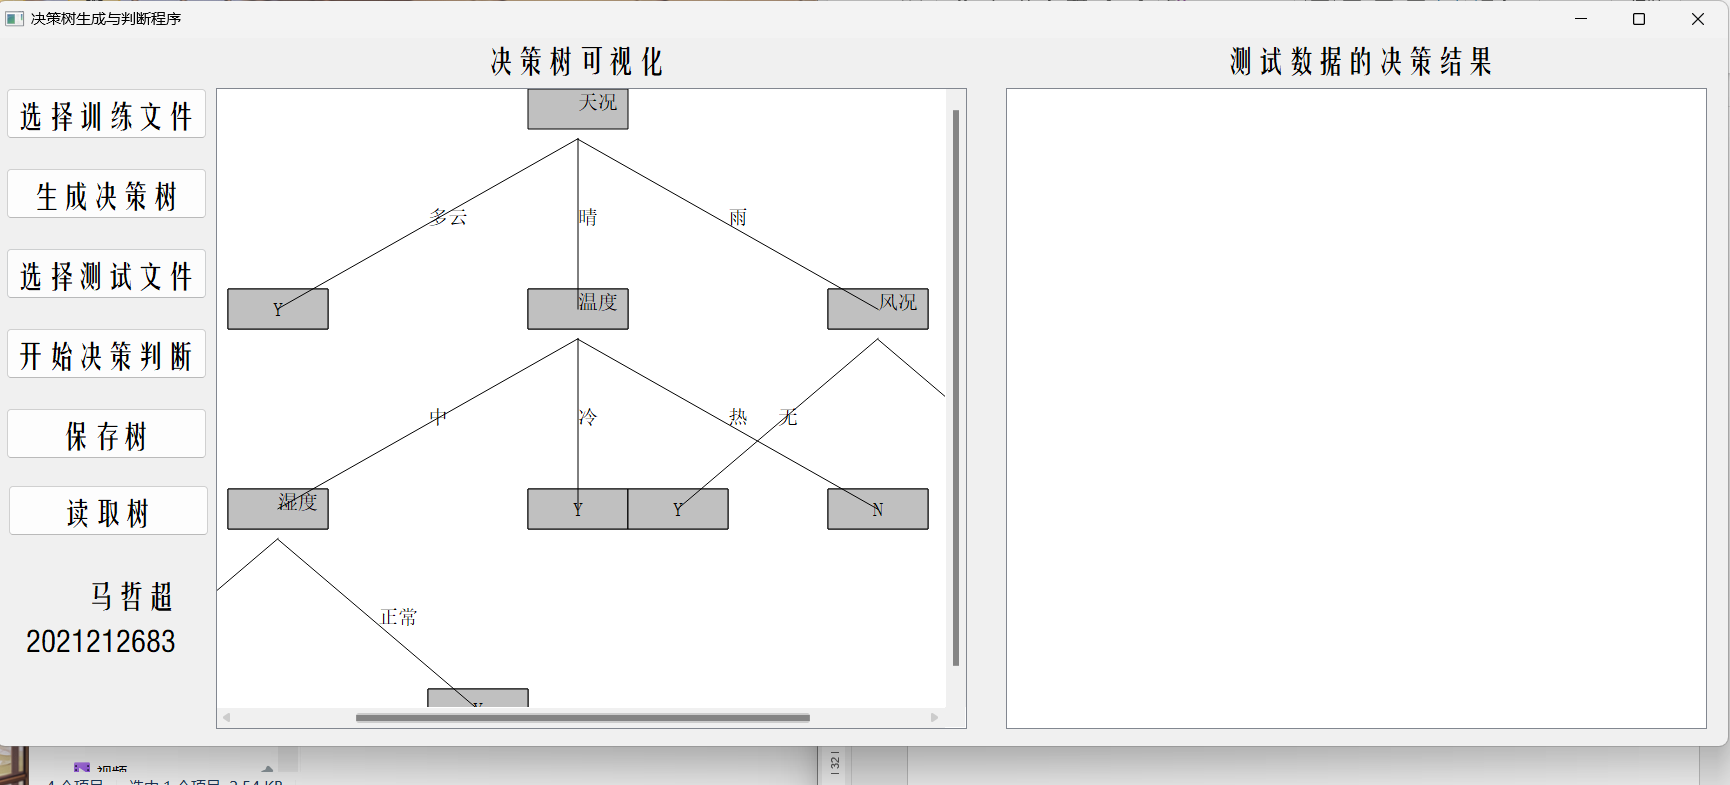 决策树生成与判断程序
决策树可视化
测试数据的决策结果
选择训练文件
生成决策树
选择测试文件
开始决策判断
保存树
读取树
马哲超
2021212683
天况
多云
晴
雨
Y
温度
风况
中
冷
热
无
湿度
Y
Y
N
正常
视频
32